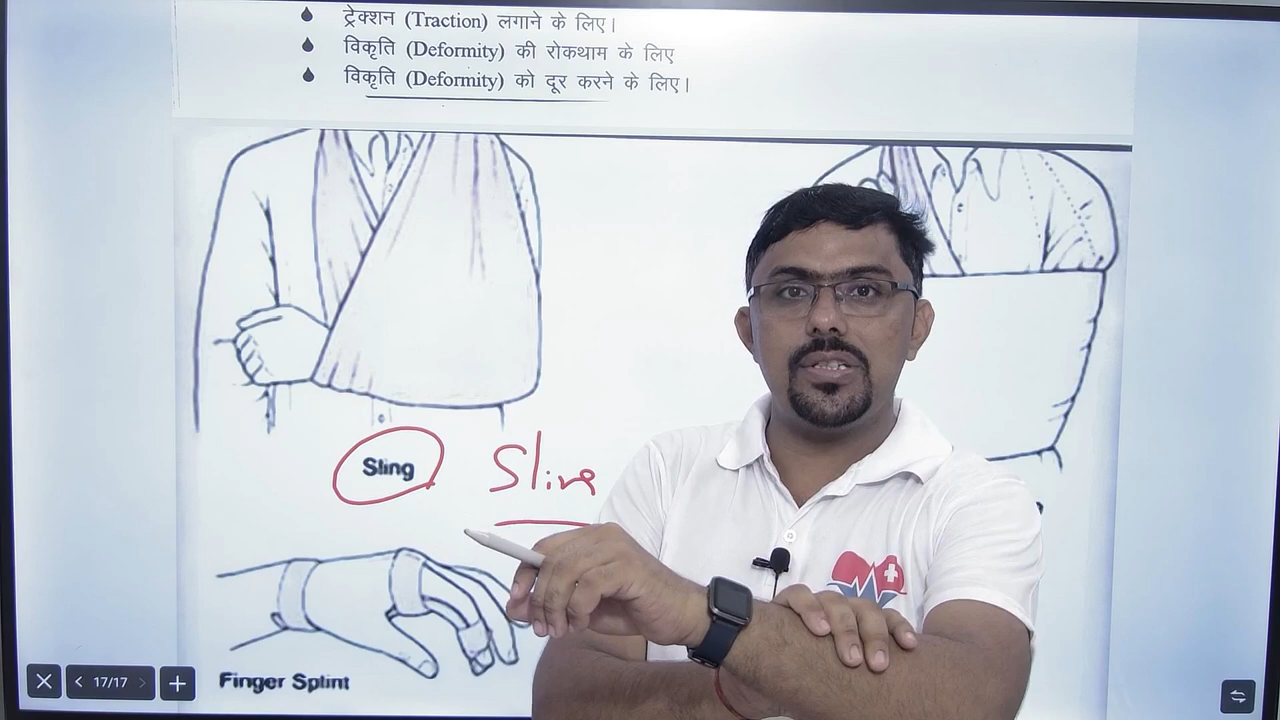 ट्रेक्शन (Traction) लगाने के लिए।
विकृति (Deformity) की रोकथाम के लिए
विकृति (Deformity) को दूर करने के लिए।
Sling Sling
Finger Splint
17/17